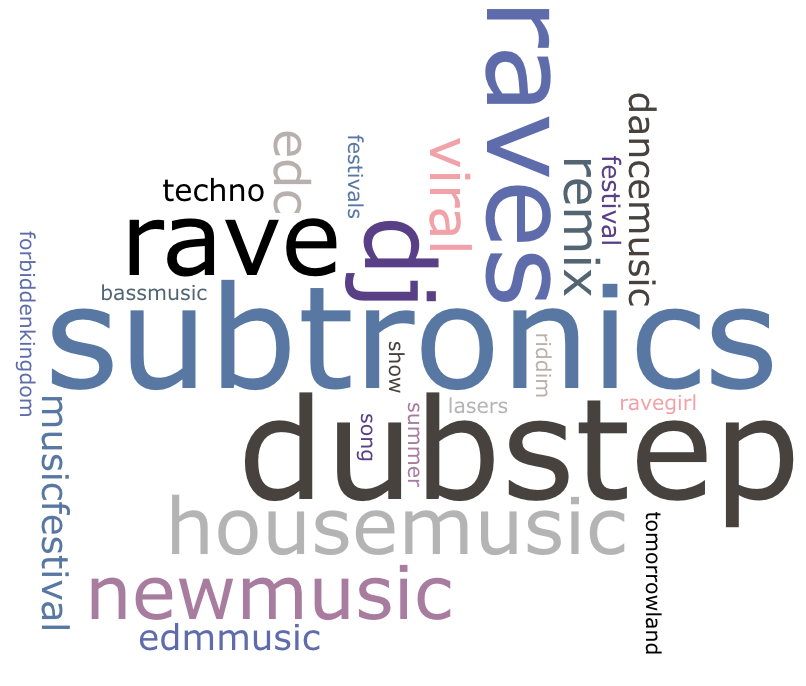 raves
dancemusic
edc
festivals
viral
remix
festival
techno
rave
dj
forbiddenkingdom
bassmusic
subtronics
show
riddim
musicfestival
dubstep
song
summer
lasers
ravegirl
housemusic
tomorrowland
newmusic
edmmusic